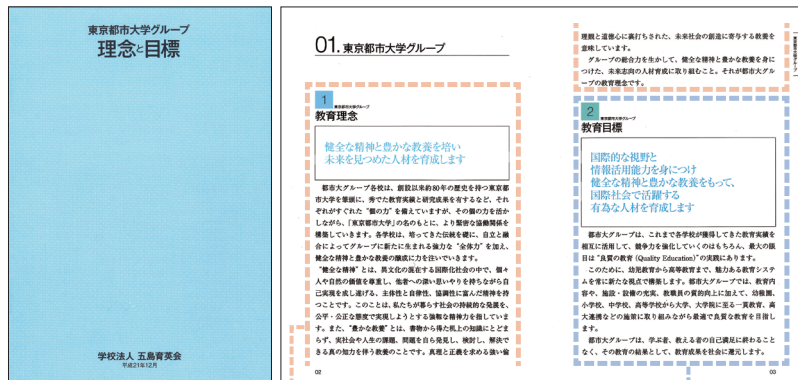 東京都市大学グループ
理念と目標
学校法人 五島育英会
平成21年12月
01. 東京都市大学グループ
1
東京都市大学グループ
教育理念
健全な精神と豊かな教養を培い
未来を見つめた人材を育成します
都市大グループ各校は、創設以来約80年の歴史を持つ東京都
市大学を筆頭に、秀でた教育実績と研究成果を有するなど、それ
ぞれがすぐれた“個の力”を備えていますが、その個の力を活か
しながら、「東京都市大学」の名のもとに、より緊密な協働関係を
構築していきます。各学校は、培ってきた伝統を礎に、自立と融
合によってグループに新たに生まれる強力な“全体力”を加え、
健全な精神と豊かな教養の醸成に力を注いでいきます。
“健全な精神”とは、異文化の混在する国際化社会の中で、個々
人や自然の価値を尊重し、他者への深い思いやりを持ちながら自
己実現を成し遂げる、主体性と自律性、協調性に富んだ精神を持
つことです。このことは、私たちが暮らす社会の持続的な発展を、
公平・公正な態度で実現しようとする強靭な精神力を指していま
す。また、“豊かな教養”とは、書物から得た机上の知識にとどま
らず、実社会や人生の課題、問題を自ら発見し、検討し、解決で
きる真の知力を伴う教養のことです。真理と正義を求める強い倫
02
理観と道徳心に裏打ちされた、未来社会の創造に寄与する教養を
意味しています。
グループの総合力を生かして、健全な精神と豊かな教養を身に
つけた、未来志向の人材育成に取り組むこと。それが都市大グル
ープの教育理念です。
2
東京都市大学グループ
教育目標
国際的な視野と
情報活用能力を身につけ
健全な精神と豊かな教養をもって、
国際社会で活躍する
有為な人材を育成します
都市大グループは、これまで各学校が獲得してきた教育実績を
相互に活用して、競争力を強化していくのはもちろん、最大の眼
目は“良質の教育 (Quality Education)”の実践にあります。
このために、幼児教育から高等教育まで、魅力ある教育システ
ムを常に新たな視点で構築します。都市大グループでは、教育内
容や、施設・設備の充実、教職員の質的向上に加えて、幼稚園、
小学校、中学校、高等学校から大学、大学院に至る一貫教育、高
大連携などの施策に取り組みながら最適で良質な教育を目指し
ます。
都市大グループは、学ぶ者、教える者の自己満足に終わること
なく、その教育の結果として、教育成果を社会に還元します。
03